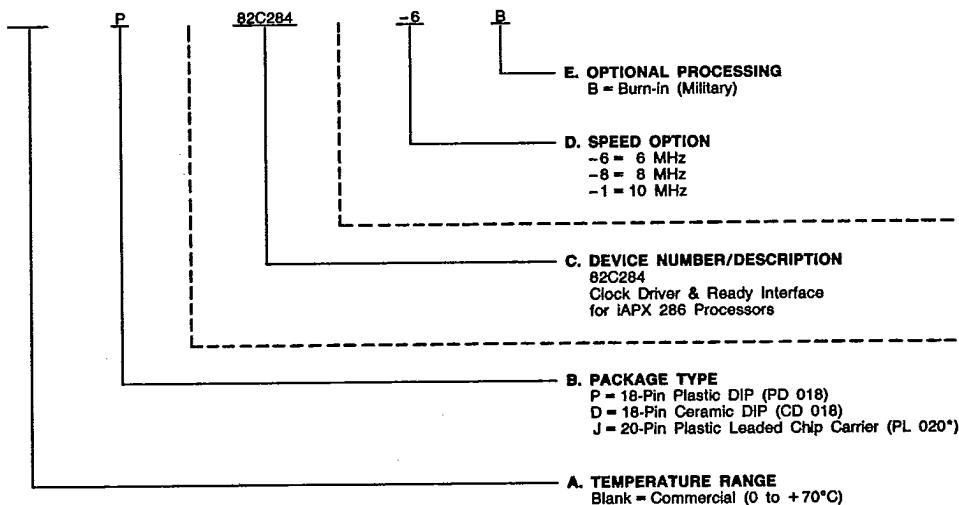 P 82C284 -6 B
E. OPTIONAL PROCESSING
B = Burn-in (Military)
D. SPEED OPTION
-6 = 6 MHz
-8 = 8 MHz
-1 = 10 MHz
C. DEVICE NUMBER/DESCRIPTION
82C284
Clock Driver & Ready Interface
for iAPX 286 Processors
B. PACKAGE TYPE
P = 18-Pin Plastic DIP (PD 018)
D = 18-Pin Ceramic DIP (CD 018)
J = 20-Pin Plastic Leaded Chip Carrier (PL 020*)
A. TEMPERATURE RANGE
Blank = Commercial (0 to +70°C)